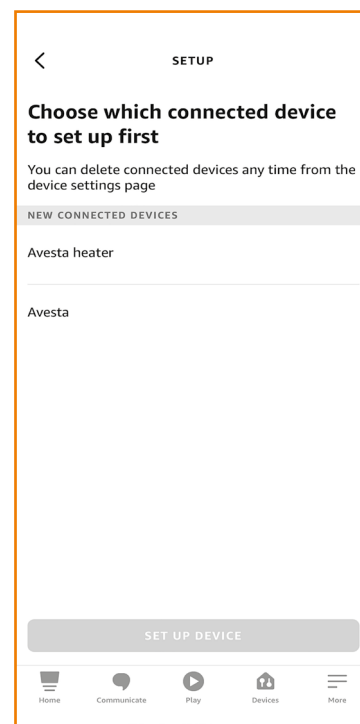 SETUP
Choose which connected device
to set up first
You can delete connected devices any time from the
device settings page
NEW CONNECTED DEVICES
Avesta heater
Avesta
SET UP DEVICE
Home Communicate Play Devices More